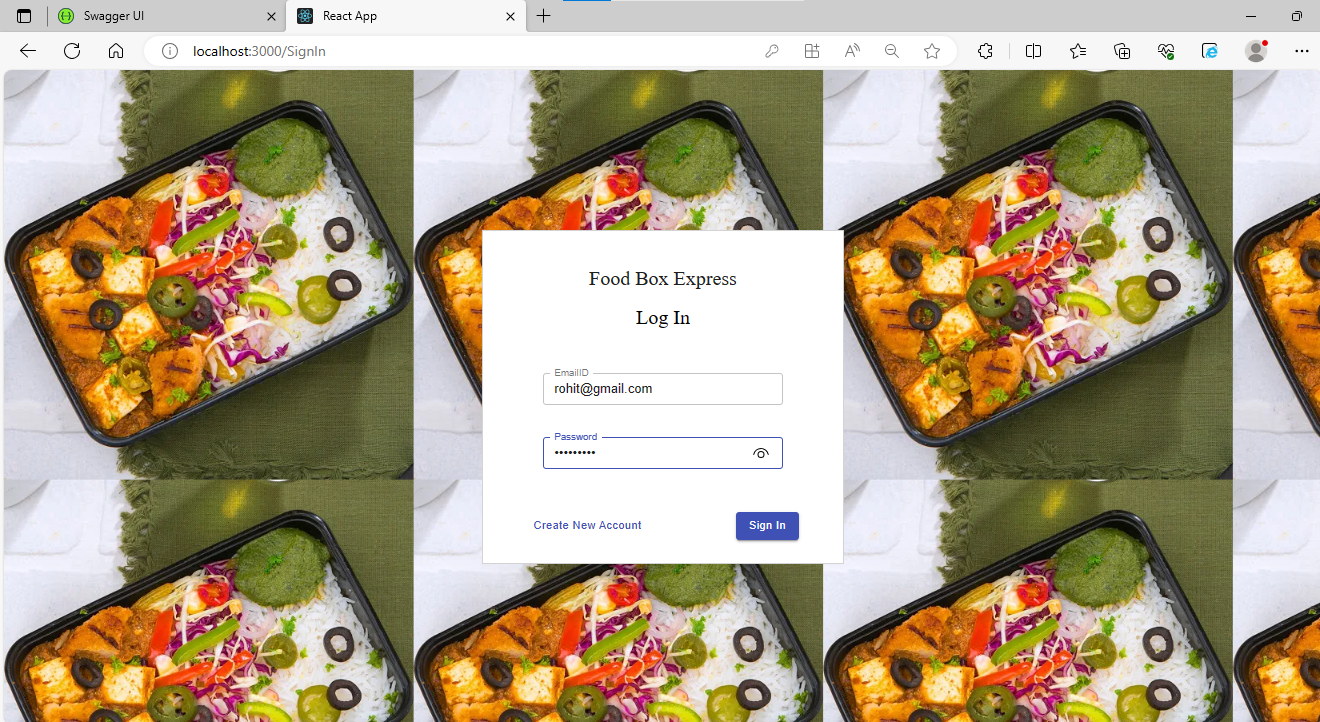 Swagger UI
React App
localhost:3000/SignIn
Food Box Express
Log In
EmailID
rohit@gmail.com
Password
•••••••••
Create New Account
Sign In